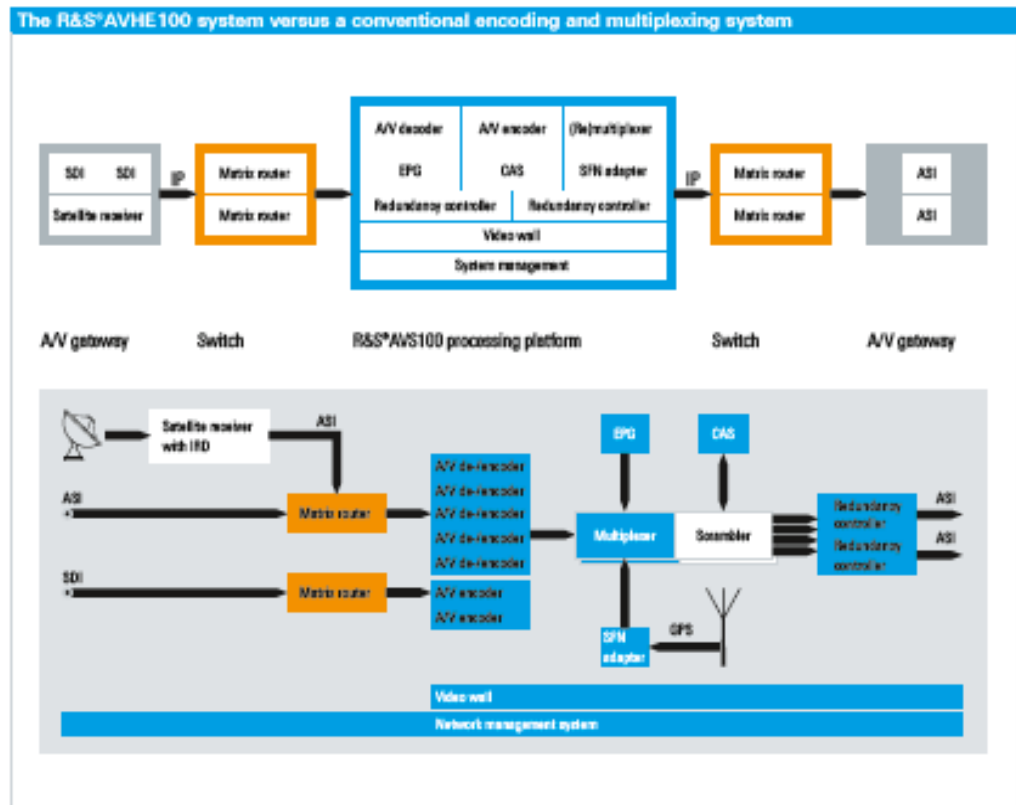 The R&S®AVHE100 system versus a conventional encoding and multiplexing system
A/V decoder
A/V encoder
(Re)multiplexer
EPG
CAS
SFN adapter
Redundancy controller
Redundancy controller
Video wall
System management
SDI SDI
Satellite receiver
IP
Matrix router
Matrix router
IP
Matrix router
Matrix router
ASI
ASI
A/V gateway
Switch
R&S®AVS100 processing platform
Switch
A/V gateway
Satellite receiver
with IRD
ASI
ASI
SDI
Matrix router
Matrix router
A/V de-/encoder
A/V de-/encoder
A/V de-/encoder
A/V de-/encoder
A/V de-/encoder
A/V encoder
A/V encoder
EPG
CAS
Multiplexer
Scrambler
SFN
adapter
GPS
Redundancy
controller
Redundancy
controller
ASI
ASI
Video wall
Network management system